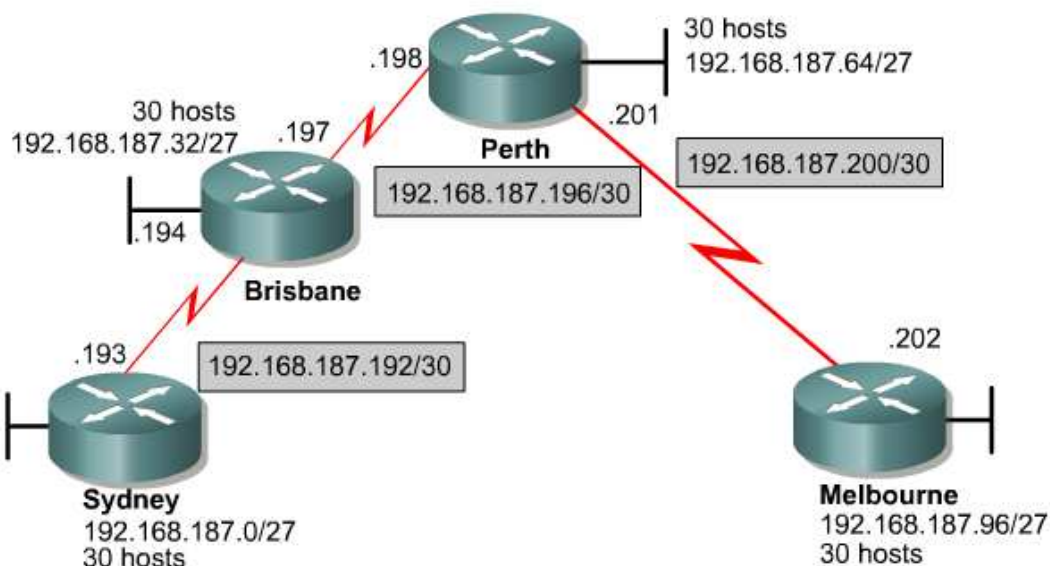 30 hosts
192.168.187.64/27
.198
.201
Perth
30 hosts
192.168.187.32/27
.197
192.168.187.200/30
192.168.187.196/30
.194
Brisbane
.193
192.168.187.192/30
.202
Sydney
192.168.187.0/27
30 hosts
Melbourne
192.168.187.96/27
30 hosts